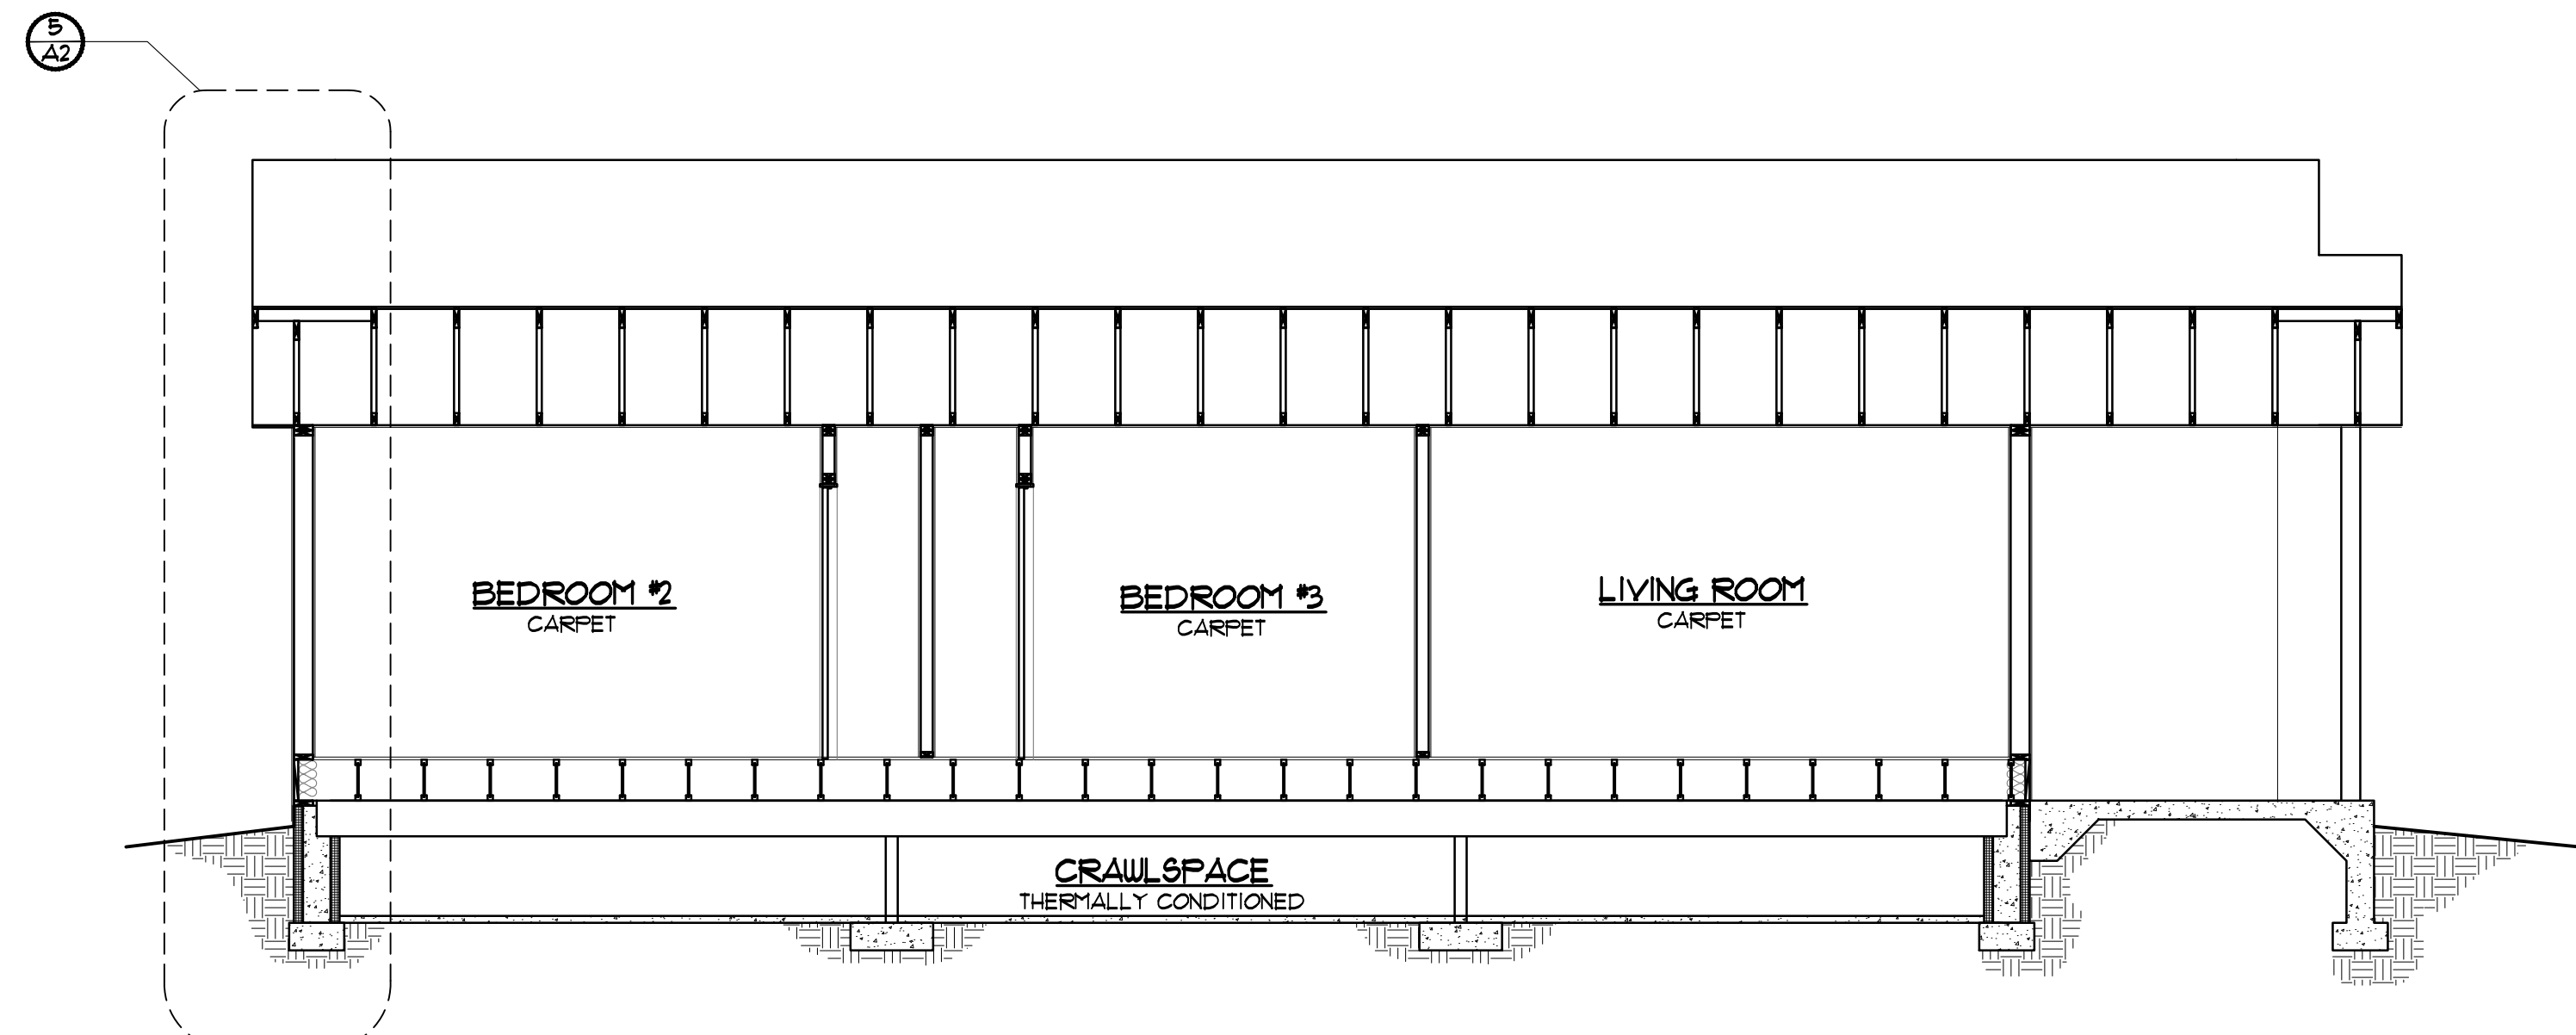 5
A2
BEDROOM #2
CARPET
BEDROOM #3
CARPET
LIVING ROOM
CARPET
CRAWLSPACE
THERMALLY CONDITIONED